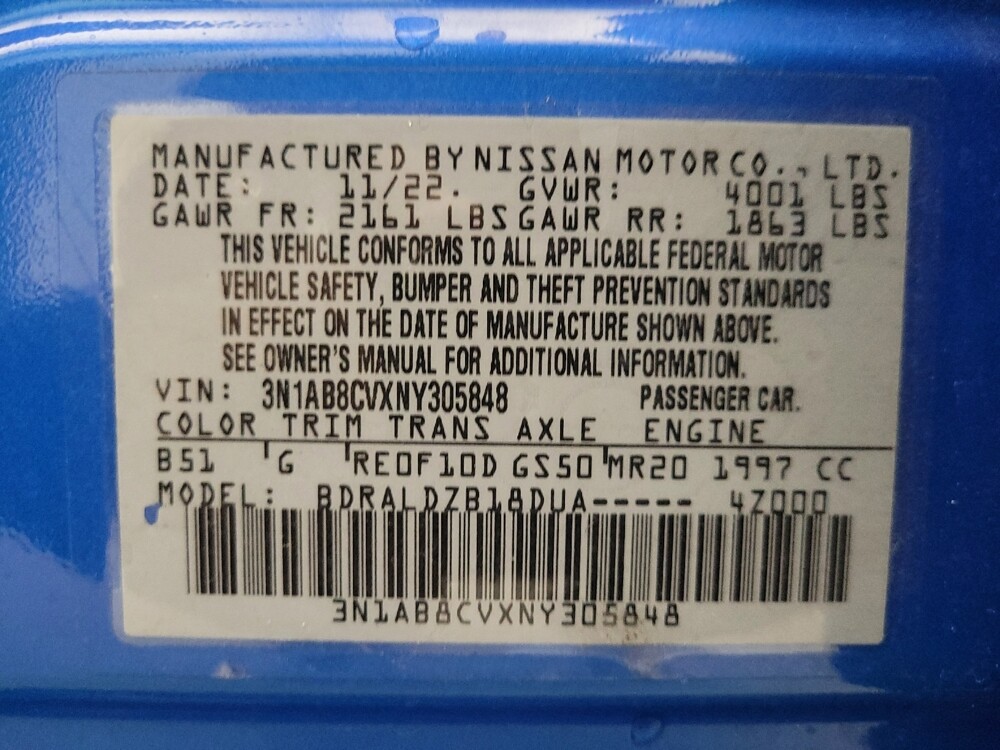 MANUFACTURED BY NISSAN MOTOR CO., LTD.
DATE: 11/22. GVWR: 4001 LBS
GAWR FR: 2161 LBS GAWR RR: 1863 LBS
THIS VEHICLE CONFORMS TO ALL APPLICABLE FEDERAL MOTOR
VEHICLE SAFETY, BUMPER AND THEFT PREVENTION STANDARDS
IN EFFECT ON THE DATE OF MANUFACTURE SHOWN ABOVE.
SEE OWNER'S MANUAL FOR ADDITIONAL INFORMATION.
VIN: 3N1AB8CVXNY305848 PASSENGER CAR.
COLOR TRIM TRANS AXLE ENGINE
B51 G RE0F10D GS50 MR20 1997 CC
MODEL: BDRALDZB18DUA----- 4Z000
3N1AB8CVXNY305848